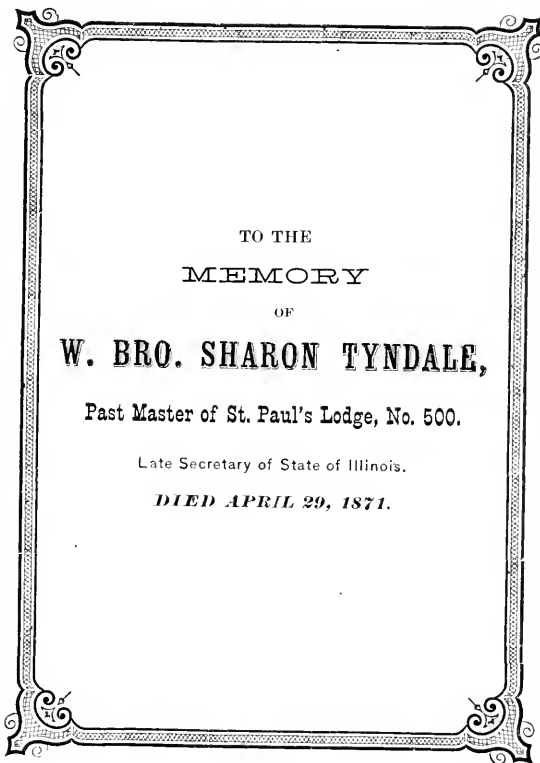 TO THE
MEMORY
OF
W. BRO. SHARON TYNDALE,
Past Master of St. Paul's Lodge, No. 500.
Late Secretary of State of Illinois.
DIED APRIL 29, 1871.